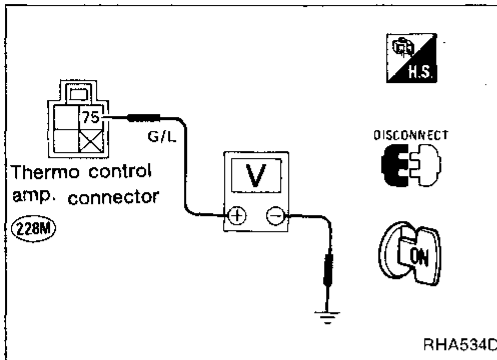 H.S.
75
G/L
DISCONNECT
Thermo control
amp. connector
V
228M
ON
RHA534D